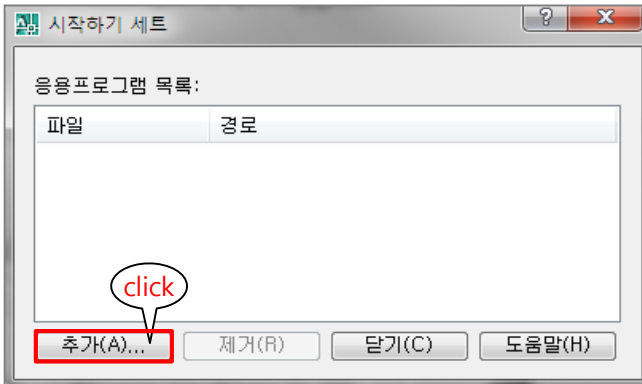 시작하기 세트
응용프로그램 목록:
파일 경로
click
추가(A)... 제거(R) 닫기(C) 도움말(H)